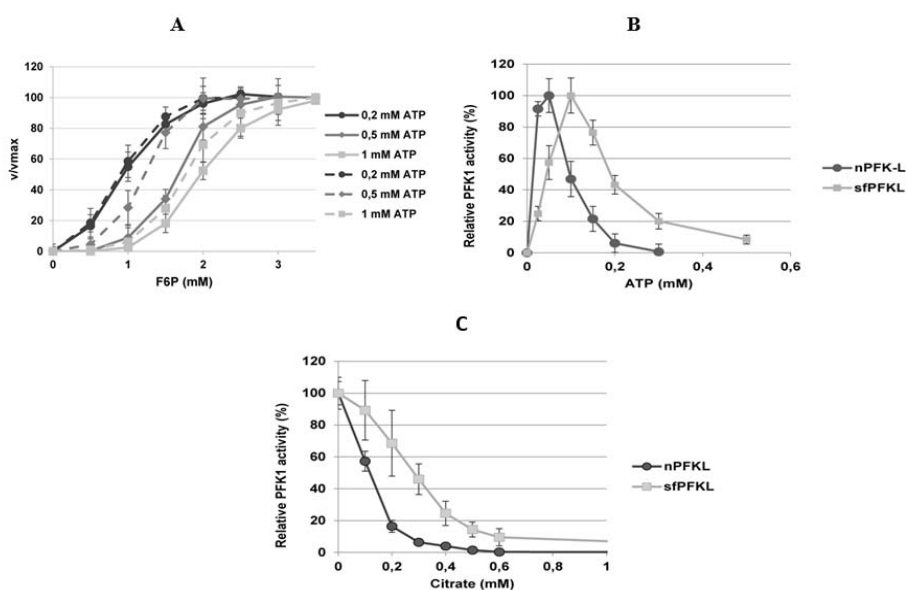 A
v/vmax
120
100
80
60
40
20
0
0
1
2
3
F6P (mM)
0,2 mM ATP
0,5 mM ATP
1 mM ATP
0,2 mM ATP
0,5 mM ATP
1 mM ATP
B
Relative PFK1 activity (%)
120
100
80
60
40
20
0
0
0,2
0,4
0,6
ATP (mM)
nPFK-L
sfPFKL
C
Relative PFK1 activity (%)
120
100
80
60
40
20
0
0
0,2
0,4
0,6
0,8
1
Citrate (mM)
nPFKL
sfPFKL